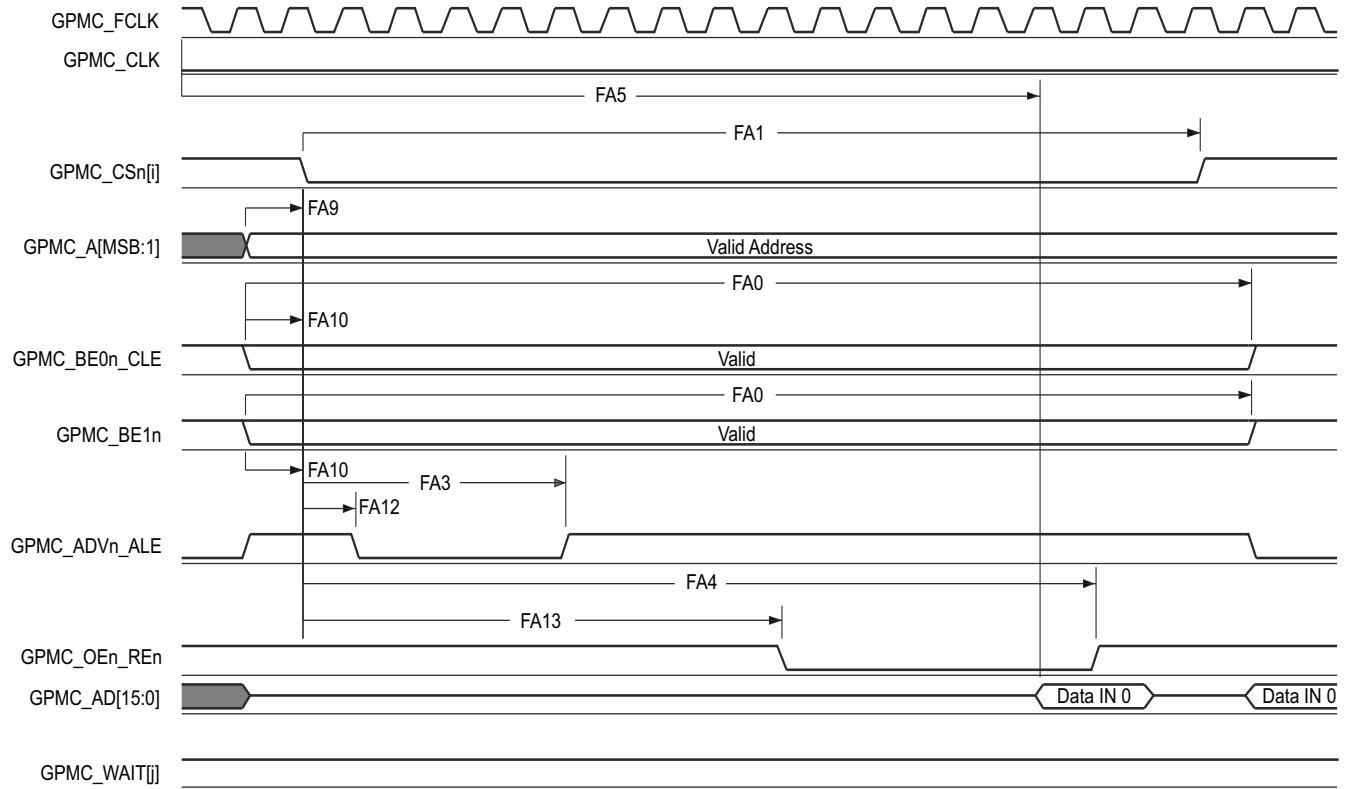 GPMC_FCLK
GPMC_CLK
FA5
FA1
GPMC_CSn[i]
FA9
GPMC_A[MSB:1]
Valid Address
FA0
FA10
GPMC_BE0n_CLE
Valid
FA0
GPMC_BE1n
Valid
FA10
FA3
FA12
GPMC_ADVn_ALE
FA4
FA13
GPMC_OEn_REn
GPMC_AD[15:0]
Data IN 0
Data IN 0
GPMC_WAIT[j]